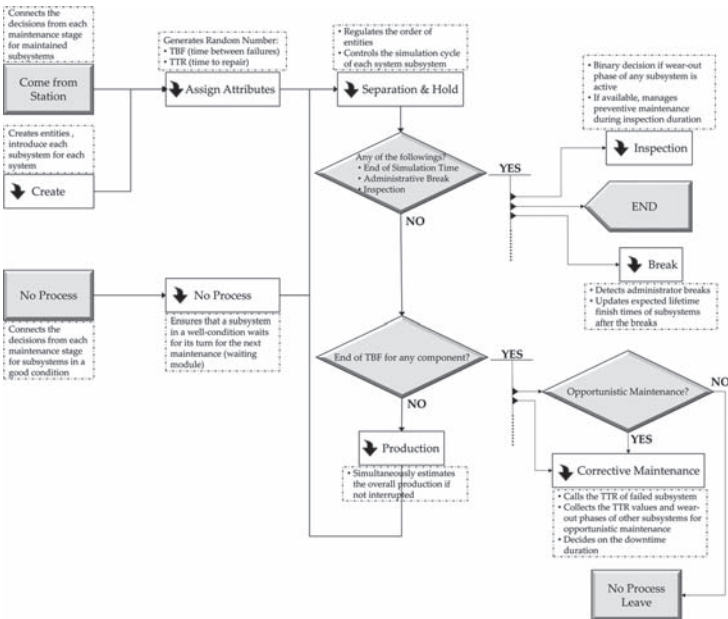 Connects the
decisions from each
maintenance stage
for maintained
subsystems
Come from
Station
Creates entities ,
introduce each
subsystem for each
system
Create
Generates Random Number:
• TBF (time between failures)
• TTR (time to repair)
Assign Attributes
• Regulates the order of
entities
• Controls the simulation cycle
of each system subsystem
Separation & Hold
Any of the followings?
• End of Simulation Time
• Administrative Break
• Inspection
YES
NO
• Binary decision if wear-out
phase of any subsystem is
active
• If available, manages
preventive maintenance
during inspection duration
Inspection
END
Break
• Detects administrator breaks
• Updates expected lifetime
finish times of subsystems
after the breaks
No Process
Connects the
decisions from each
maintenance stage
for subsystems in a
good condition
No Process
Ensures that a subsystem
in a well-condition waits
for its turn for the next
maintenance (waiting
module)
End of TBF for any component?
YES
NO
Production
• Simultaneously estimates
the overall production if
not interrupted
Opportunistic Maintenance?
NO
YES
Corrective Maintenance
• Calls the TTR of failed subsystem
• Collects the TTR values and wear-
out phases of other subsystems for
opportunistic maintenance
• Decides on the downtime
duration
No Process
Leave